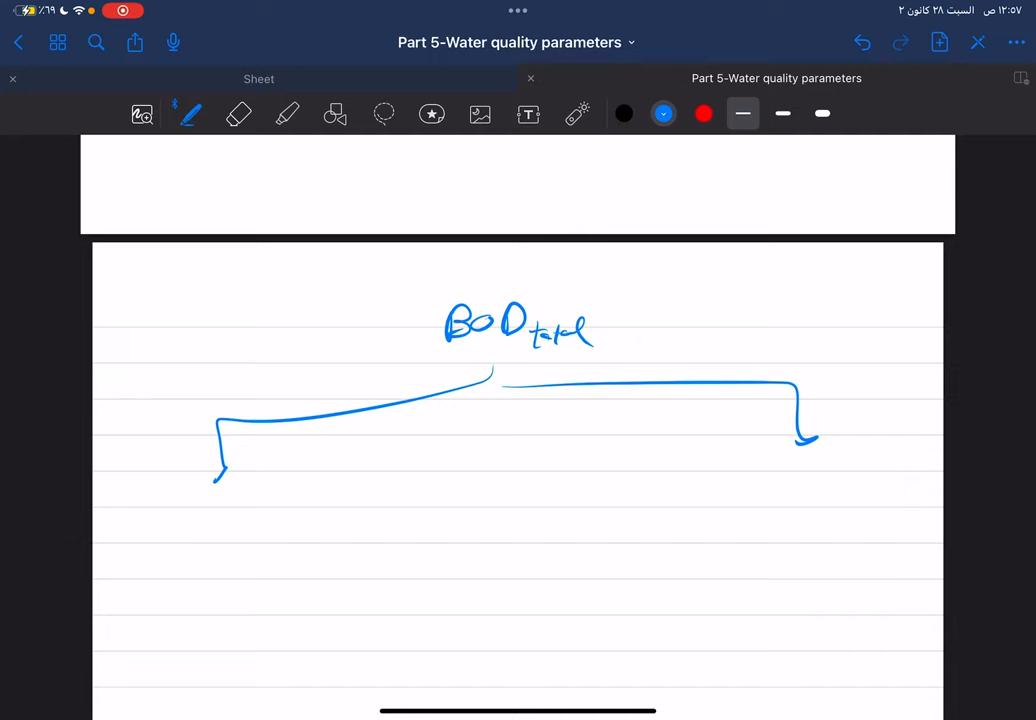 ٪٦٩
١٢:٥٧ ص السبت ٢٨ كانون ٢
Part 5-Water quality parameters
Sheet
Part 5-Water quality parameters
T
BOD total